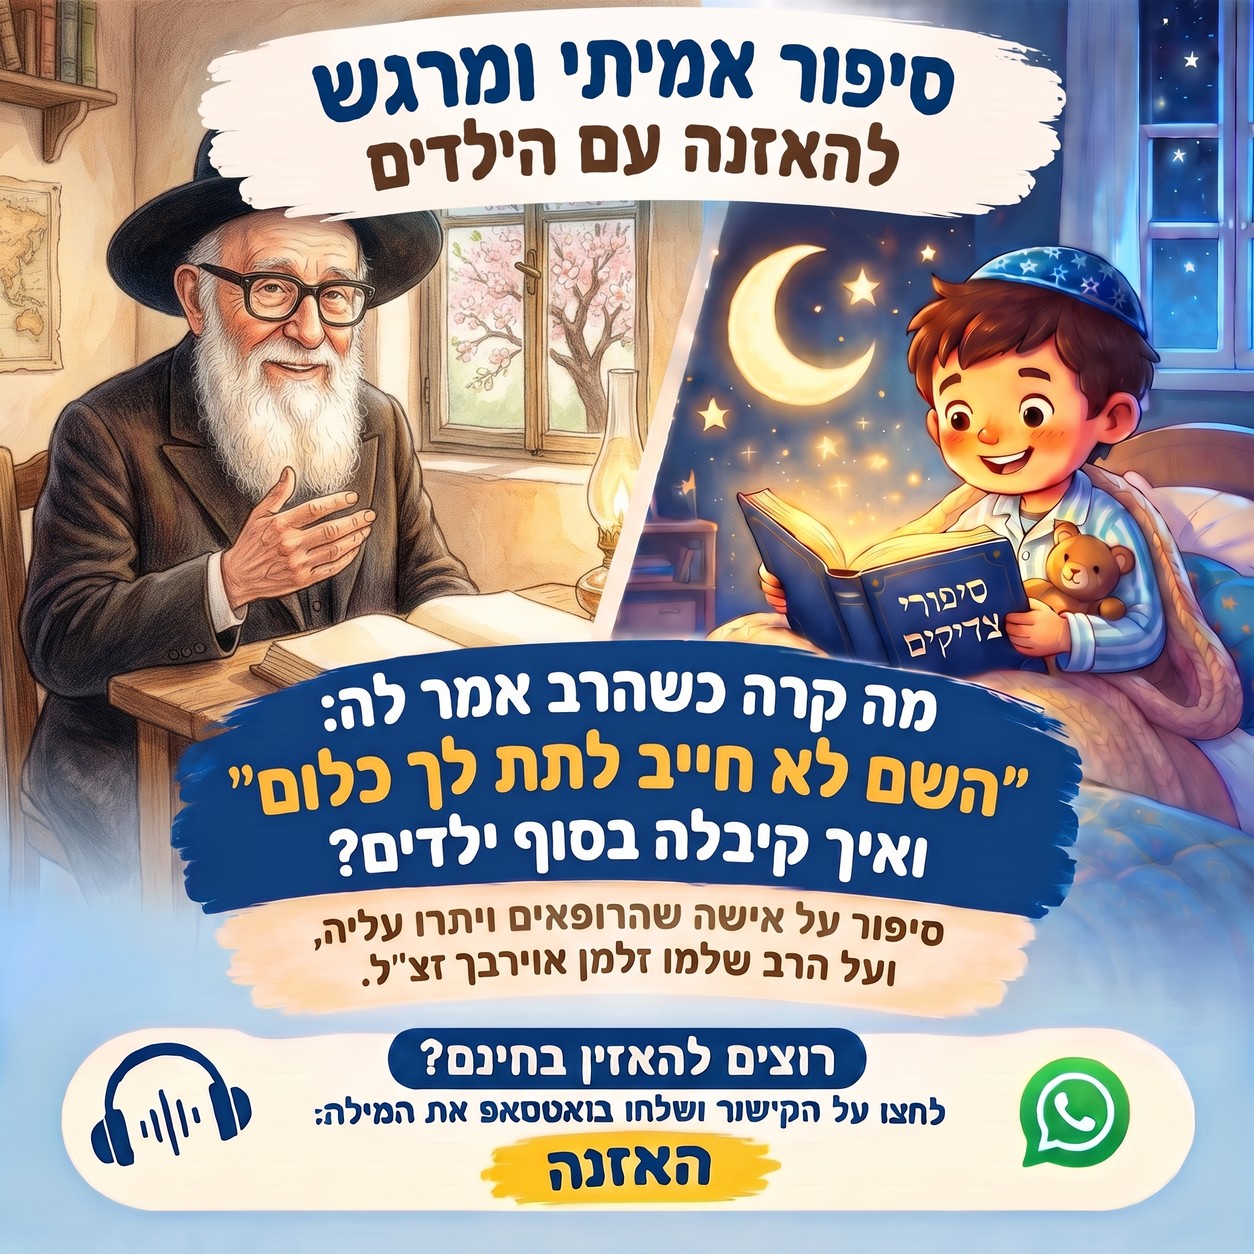 סיפור אמיתי ומרגש
להאזנה עם הילדים
סיפורי
צדיקים
מה קרה כשהרב אמר לה:
"השם לא חייב לתת לך כלום"
ואיך קיבלה בסוף ילדים?
סיפור על אישה שהרופאים ויתרו עליה,
ועל הרב שלמו זלמן אוירבך זצ"ל.
רוצים להאזין בחינם?
לחצו על הקישור ושלחו בואטסאפ את המילה:
האזנה